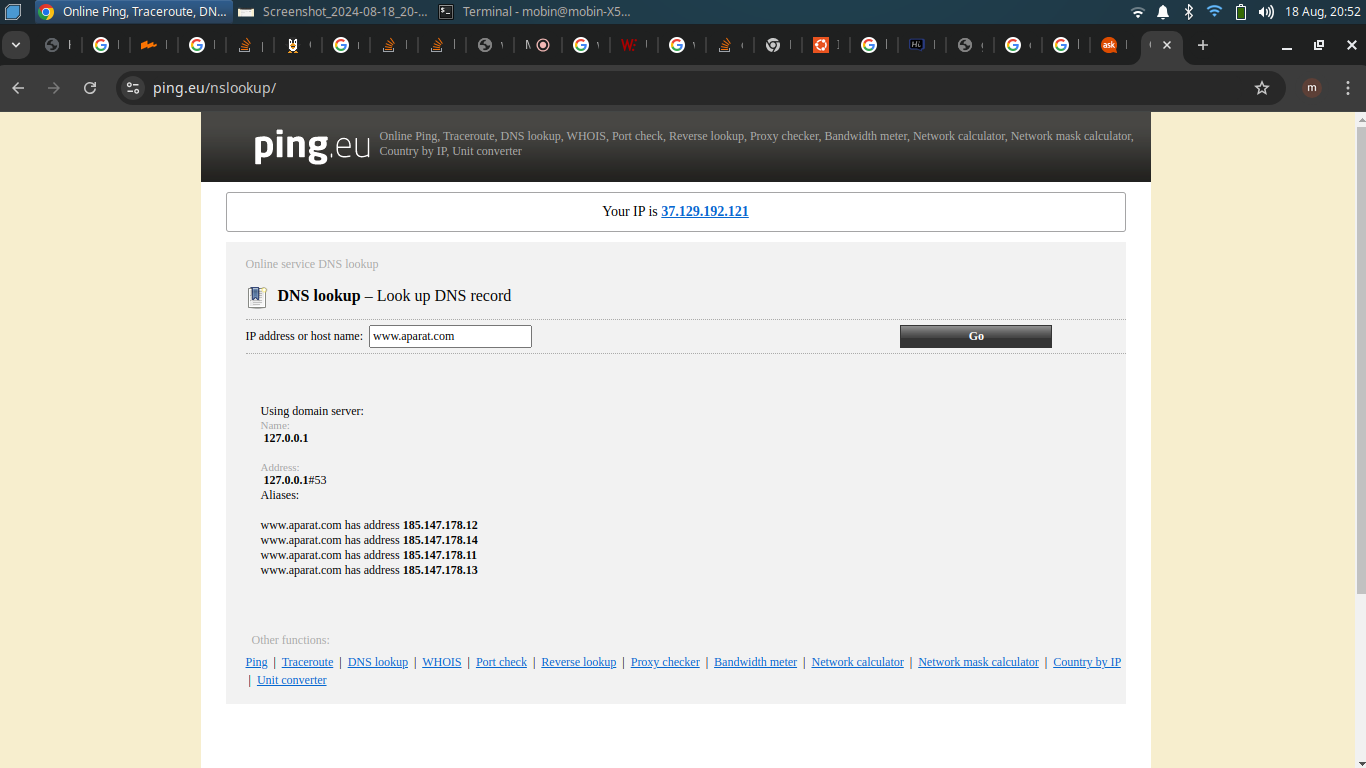 Online Ping, Traceroute, DN...
Screenshot_2024-08-18_20-...
Terminal - mobin@mobin-X5...
18 Aug, 20:52
ping.eu/nslookup/
m
ping.eu
Online Ping, Traceroute, DNS lookup, WHOIS, Port check, Reverse lookup, Proxy checker, Bandwidth meter, Network calculator, Network mask calculator,
Country by IP, Unit converter
Your IP is 37.129.192.121
Online service DNS lookup
DNS lookup – Look up DNS record
IP address or host name: www.aparat.com
Go
Using domain server:
Name:
127.0.0.1
Address:
127.0.0.1#53
Aliases:
www.aparat.com has address 185.147.178.12
www.aparat.com has address 185.147.178.14
www.aparat.com has address 185.147.178.11
www.aparat.com has address 185.147.178.13
Other functions:
Ping | Traceroute | DNS lookup | WHOIS | Port check | Reverse lookup | Proxy checker | Bandwidth meter | Network calculator | Network mask calculator | Country by IP
| Unit converter